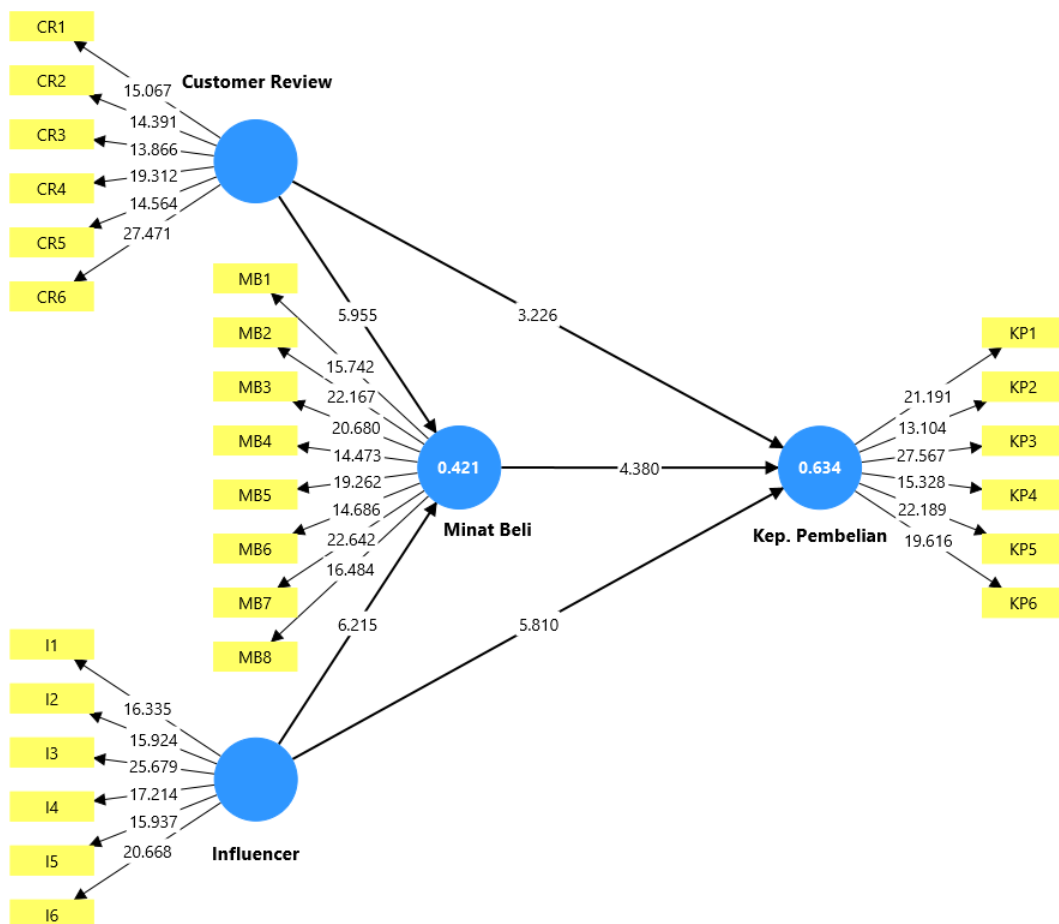 CR1
CR2
CR3
CR4
CR5
CR6
Customer Review
15.067
14.391
13.866
19.312
14.564
27.471
5.955
3.226
MB1
MB2
MB3
MB4
MB5
MB6
MB7
MB8
15.742
22.167
20.680
14.473
19.262
14.686
22.642
16.484
0.421
Minat Beli
4.380
0.634
Kep. Pembelian
KP1
KP2
KP3
KP4
KP5
KP6
21.191
13.104
27.567
15.328
22.189
19.616
6.215
5.810
I1
I2
I3
I4
I5
I6
16.335
15.924
25.679
17.214
15.937
20.668
Influencer